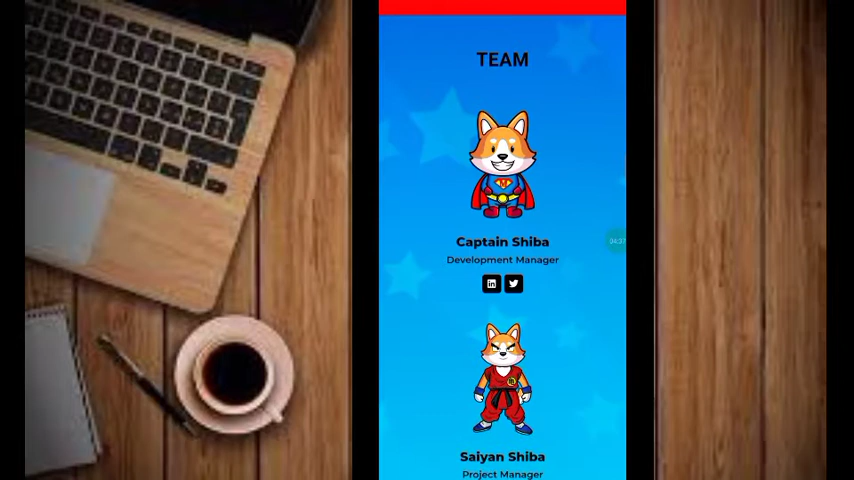 TEAM
Captain Shiba
Development Manager
Saiyan Shiba
Project Manager